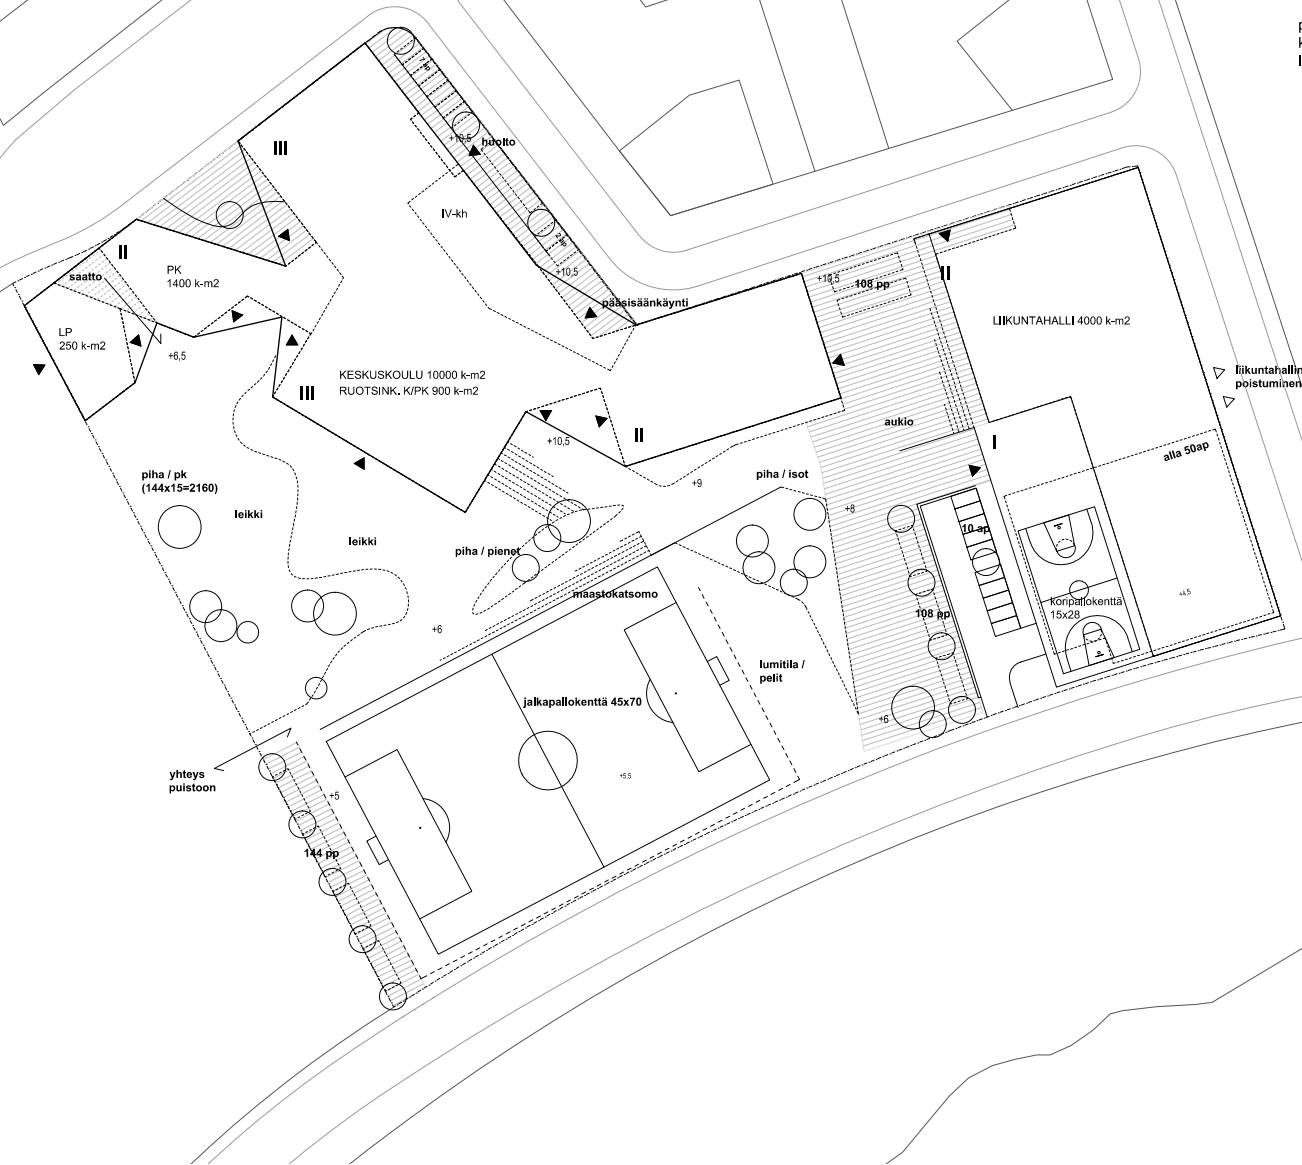 p
k
7 ap
III
+10,5
huolto
IV-kh
II
PK
1400 k-m2
saatto
2 ap
+10,5
pääsisäänkäynti
+10,5
108 pp
II
LP
250 k-m2
+6,5
LIIKUNTAHALLI 4000 k-m2
KESKUSKOULU 10000 k-m2
RUOTSINK. K/PK 900 k-m2
III
liikuntahallin
poistuminen
aukio
+10,5
II
I
alla 50ap
piha / pk
(144x15=2160)
leikki
leikki
+9
piha / isot
+8
10 ap
piha / pienet
maastokatsomo
koripallokenttä
15x28
+4,5
108 pp
+6
lumitila /
pelit
jalkapallokenttä 45x70
+6
yhteys
puistoon
+5,5
+5
144 pp